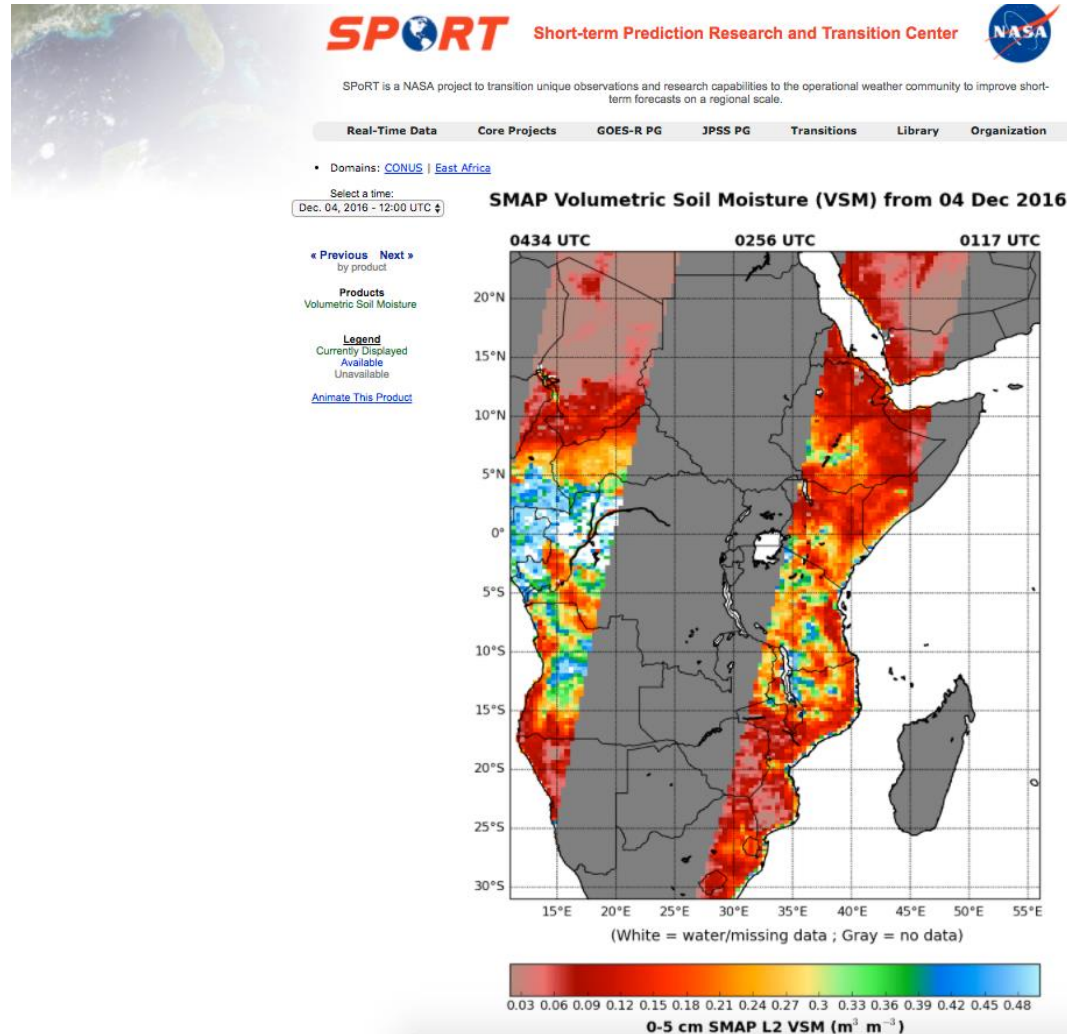 SPORT Short-term Prediction Research and Transition Center NASA
SPoRT is a NASA project to transition unique observations and research capabilities to the operational weather community to improve short-
term forecasts on a regional scale.
Real-Time Data Core Projects GOES-R PG JPSS PG Transitions Library Organization
• Domains: CONUS | East Africa
Select a time:
Dec. 04, 2016 - 12:00 UTC
« Previous Next »
by product
Products
Volumetric Soil Moisture
Legend
Currently Displayed
Available
Unavailable
Animate This Product
SMAP Volumetric Soil Moisture (VSM) from 04 Dec 2016
0434 UTC 0256 UTC 0117 UTC
20°N
15°N
10°N
5°N
0°
5°S
10°S
15°S
20°S
25°S
30°S
15°E 20°E 25°E 30°E 35°E 40°E 45°E 50°E 55°E
(White = water/missing data ; Gray = no data)
0.03 0.06 0.09 0.12 0.15 0.18 0.21 0.24 0.27 0.3 0.33 0.36 0.39 0.42 0.45 0.48
0-5 cm SMAP L2 VSM (m³ m⁻³)